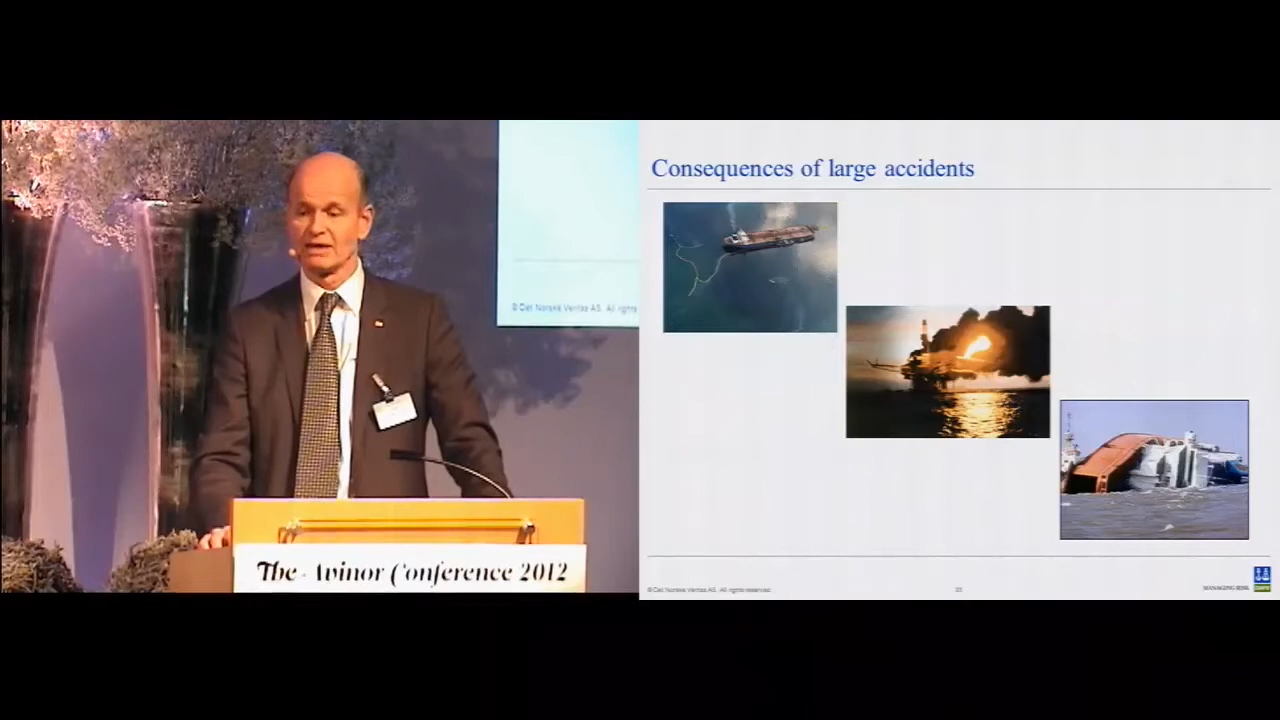 © Det Norske Veritas AS. All rights
The Avinor Conference 2012
Consequences of large accidents
© Det Norske Veritas AS. All rights reserved.
MANAGING RISK